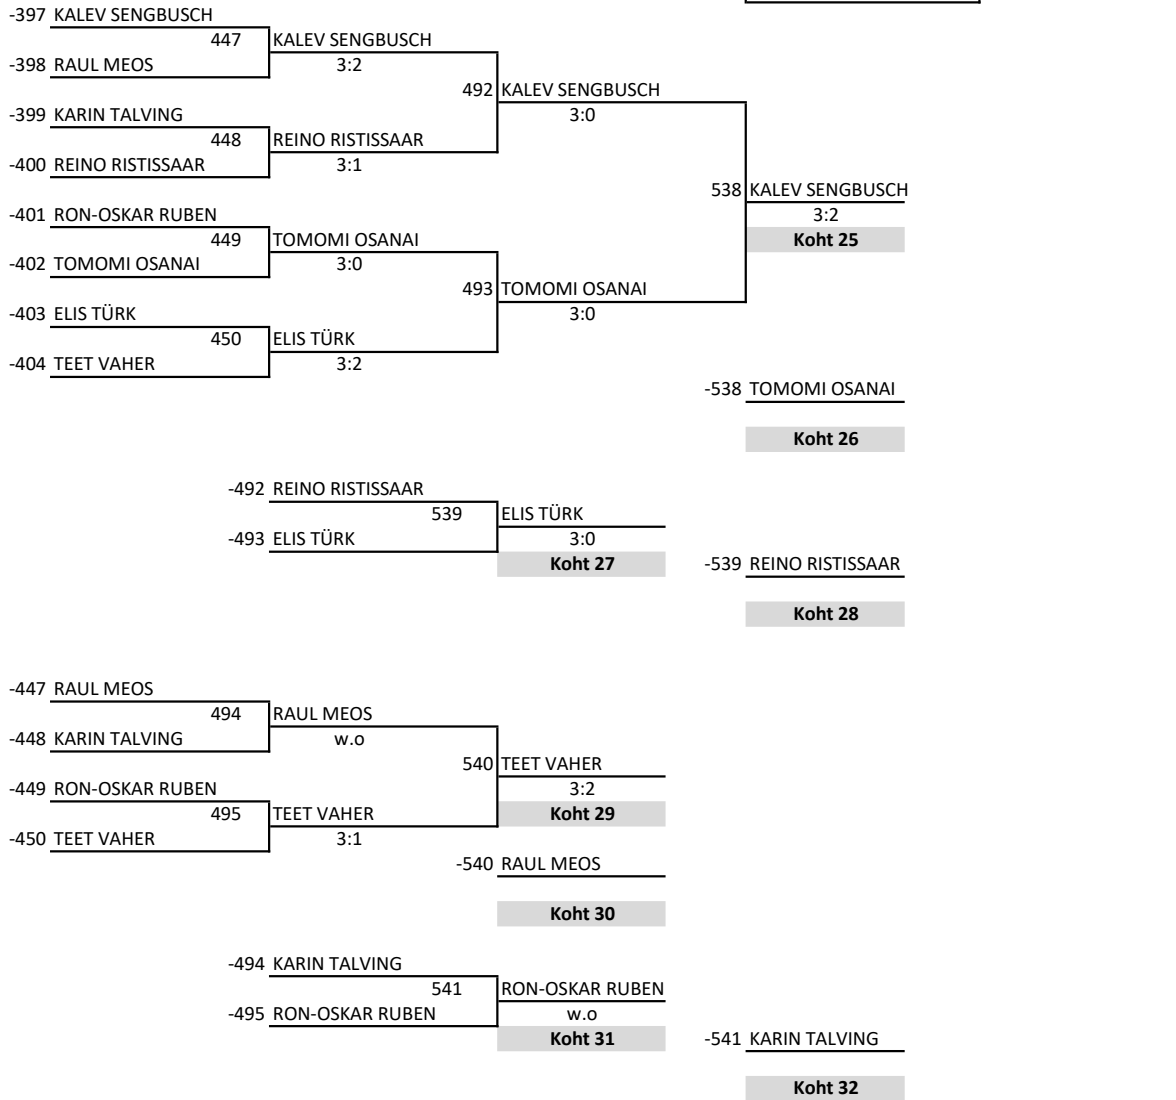 -397 KALEV SENGBUSCH
447 KALEV SENGBUSCH
-398 RAUL MEOS 3:2
492 KALEV SENGBUSCH
-399 KARIN TALVING 3:0
448 REINO RISTISSAAR
-400 REINO RISTISSAAR 3:1
538 KALEV SENGBUSCH
-401 RON-OSKAR RUBEN 3:2
449 TOMOMI OSANAI Koht 25
-402 TOMOMI OSANAI 3:0
493 TOMOMI OSANAI
-403 ELIS TÜRK 3:0
450 ELIS TÜRK
-404 TEET VAHER 3:2
-538 TOMOMI OSANAI
Koht 26
-492 REINO RISTISSAAR
539 ELIS TÜRK
-493 ELIS TÜRK 3:0
Koht 27 -539 REINO RISTISSAAR
Koht 28
-447 RAUL MEOS
494 RAUL MEOS
-448 KARIN TALVING w.o
540 TEET VAHER
-449 RON-OSKAR RUBEN 3:2
495 TEET VAHER Koht 29
-450 TEET VAHER 3:1
-540 RAUL MEOS
Koht 30
-494 KARIN TALVING
541 RON-OSKAR RUBEN
-495 RON-OSKAR RUBEN w.o
Koht 31 -541 KARIN TALVING
Koht 32